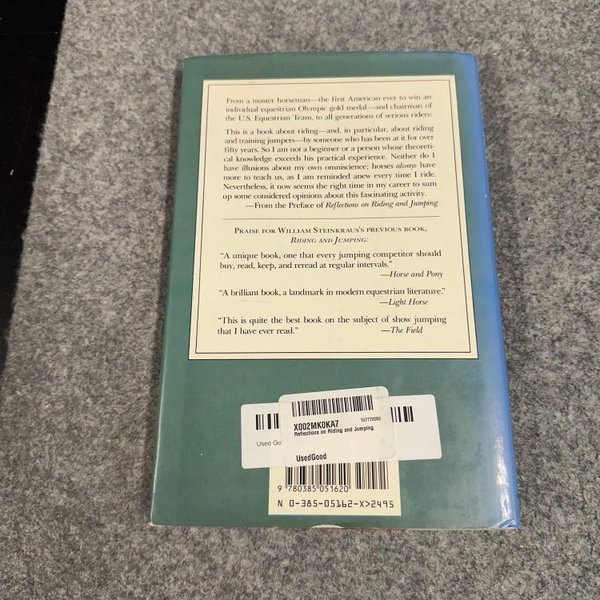 From a master horseman—the first American ever to win an
individual equestrian Olympic gold medal—and chairman of
the U.S. Equestrian Team, to all generations of serious riders:
This is a book about riding—and, in particular, about riding
and training jumpers—by someone who has been at it for over
fifty years. So I am not a beginner or a person whose theoreti-
cal knowledge exceeds his practical experience. Neither do I
have illusions about my own omniscience; horses always have
more to teach us, as I am reminded anew every time I ride.
Nevertheless, it now seems the right time in my career to sum
up some considered opinions about this fascinating activity.
—From the Preface of Reflections on Riding and Jumping
PRAISE FOR WILLIAM STEINKRAUS'S PREVIOUS BOOK,
RIDING AND JUMPING:
“A unique book, one that every jumping competitor should
buy, read, keep, and reread at regular intervals.”
—Horse and Pony
“A brilliant book, a landmark in modern equestrian literature.”
—Light Horse
“This is quite the best book on the subject of show jumping
that I have ever read.” —The Field
X002MK0KA7
Reflections on Riding and Jumping
Used
UsedGood
9 780385 051620
N 0-385-05162-X>2495